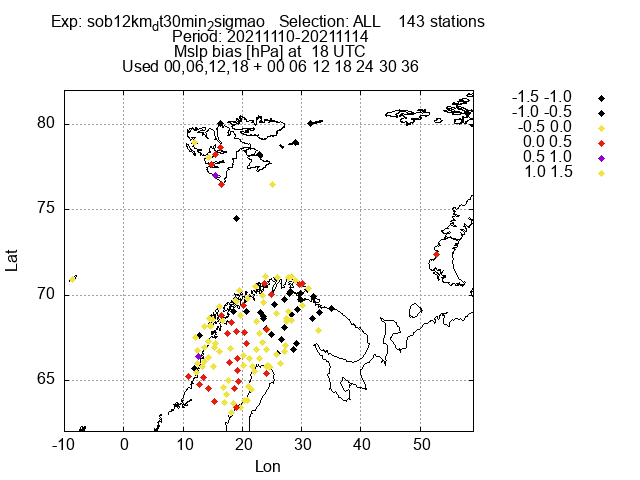 Exp: sob12km_dt30min_2sigmao Selection: ALL 143 stations
Period: 20211110-20211114
Mslp bias [hPa] at 18 UTC
Used 00,06,12,18 + 00 06 12 18 24 30 36
-1.5 -1.0
-1.0 -0.5
-0.5 0.0
0.0 0.5
0.5 1.0
1.0 1.5
80
75
70
65
Lat
-10 0 10 20 30 40 50
Lon